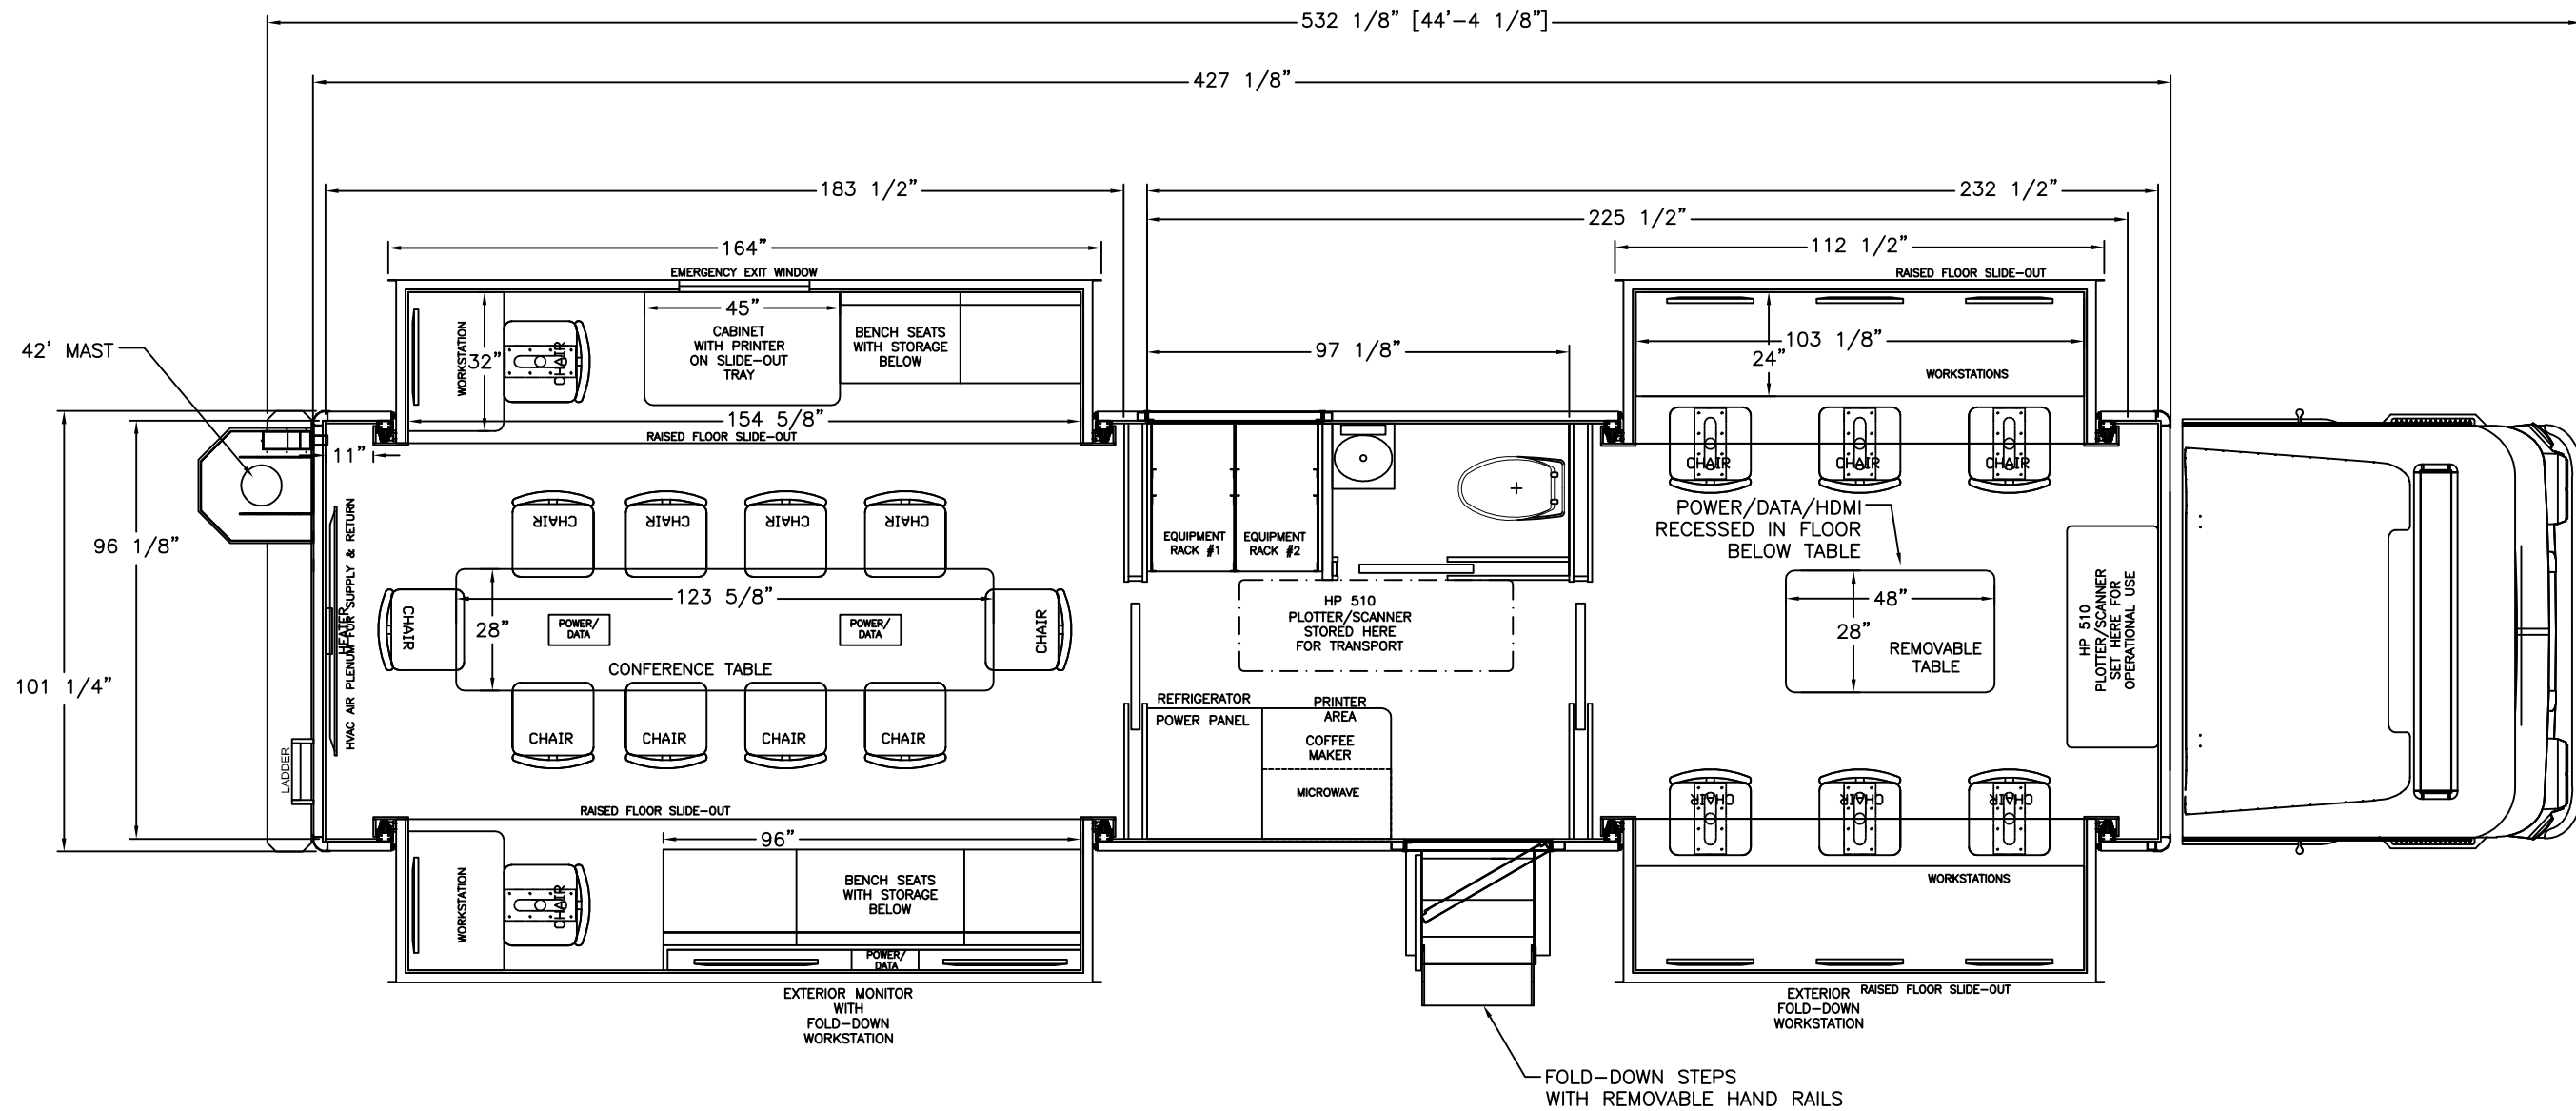 532 1/8" [44'-4 1/8"]
427 1/8"
183 1/2"
232 1/2"
225 1/2"
164"
112 1/2"
EMERGENCY EXIT WINDOW
RAISED FLOOR SLIDE-OUT
42' MAST
WORKSTATION
32"
CHAIR
45"
CABINET
WITH PRINTER
ON SLIDE-OUT
TRAY
BENCH SEATS
WITH STORAGE
BELOW
97 1/8"
103 1/8"
24"
WORKSTATIONS
154 5/8"
RAISED FLOOR SLIDE-OUT
11"
CHAIR
CHAIR
CHAIR
CHAIR
CHAIR
CHAIR
CHAIR
EQUIPMENT
RACK #1
EQUIPMENT
RACK #2
POWER/DATA/HDMI
RECESSED IN FLOOR
BELOW TABLE
96 1/8"
101 1/4"
HVAC AIR PLENUM FOR SUPPLY & RETURN
HEATER
LADDER
CHAIR
28"
123 5/8"
POWER/
DATA
POWER/
DATA
CONFERENCE TABLE
CHAIR
HP 510
PLOTTER/SCANNER
STORED HERE
FOR TRANSPORT
48"
28"
REMOVABLE
TABLE
HP 510
PLOTTER/SCANNER
SET HERE FOR
OPERATIONAL USE
CHAIR
CHAIR
CHAIR
CHAIR
REFRIGERATOR
POWER PANEL
PRINTER
AREA
COFFEE
MAKER
MICROWAVE
CHAIR
CHAIR
CHAIR
RAISED FLOOR SLIDE-OUT
96"
WORKSTATION
CHAIR
BENCH SEATS
WITH STORAGE
BELOW
POWER/
DATA
WORKSTATIONS
EXTERIOR MONITOR
WITH
FOLD-DOWN
WORKSTATION
EXTERIOR
FOLD-DOWN
WORKSTATION
RAISED FLOOR SLIDE-OUT
FOLD-DOWN STEPS
WITH REMOVABLE HAND RAILS